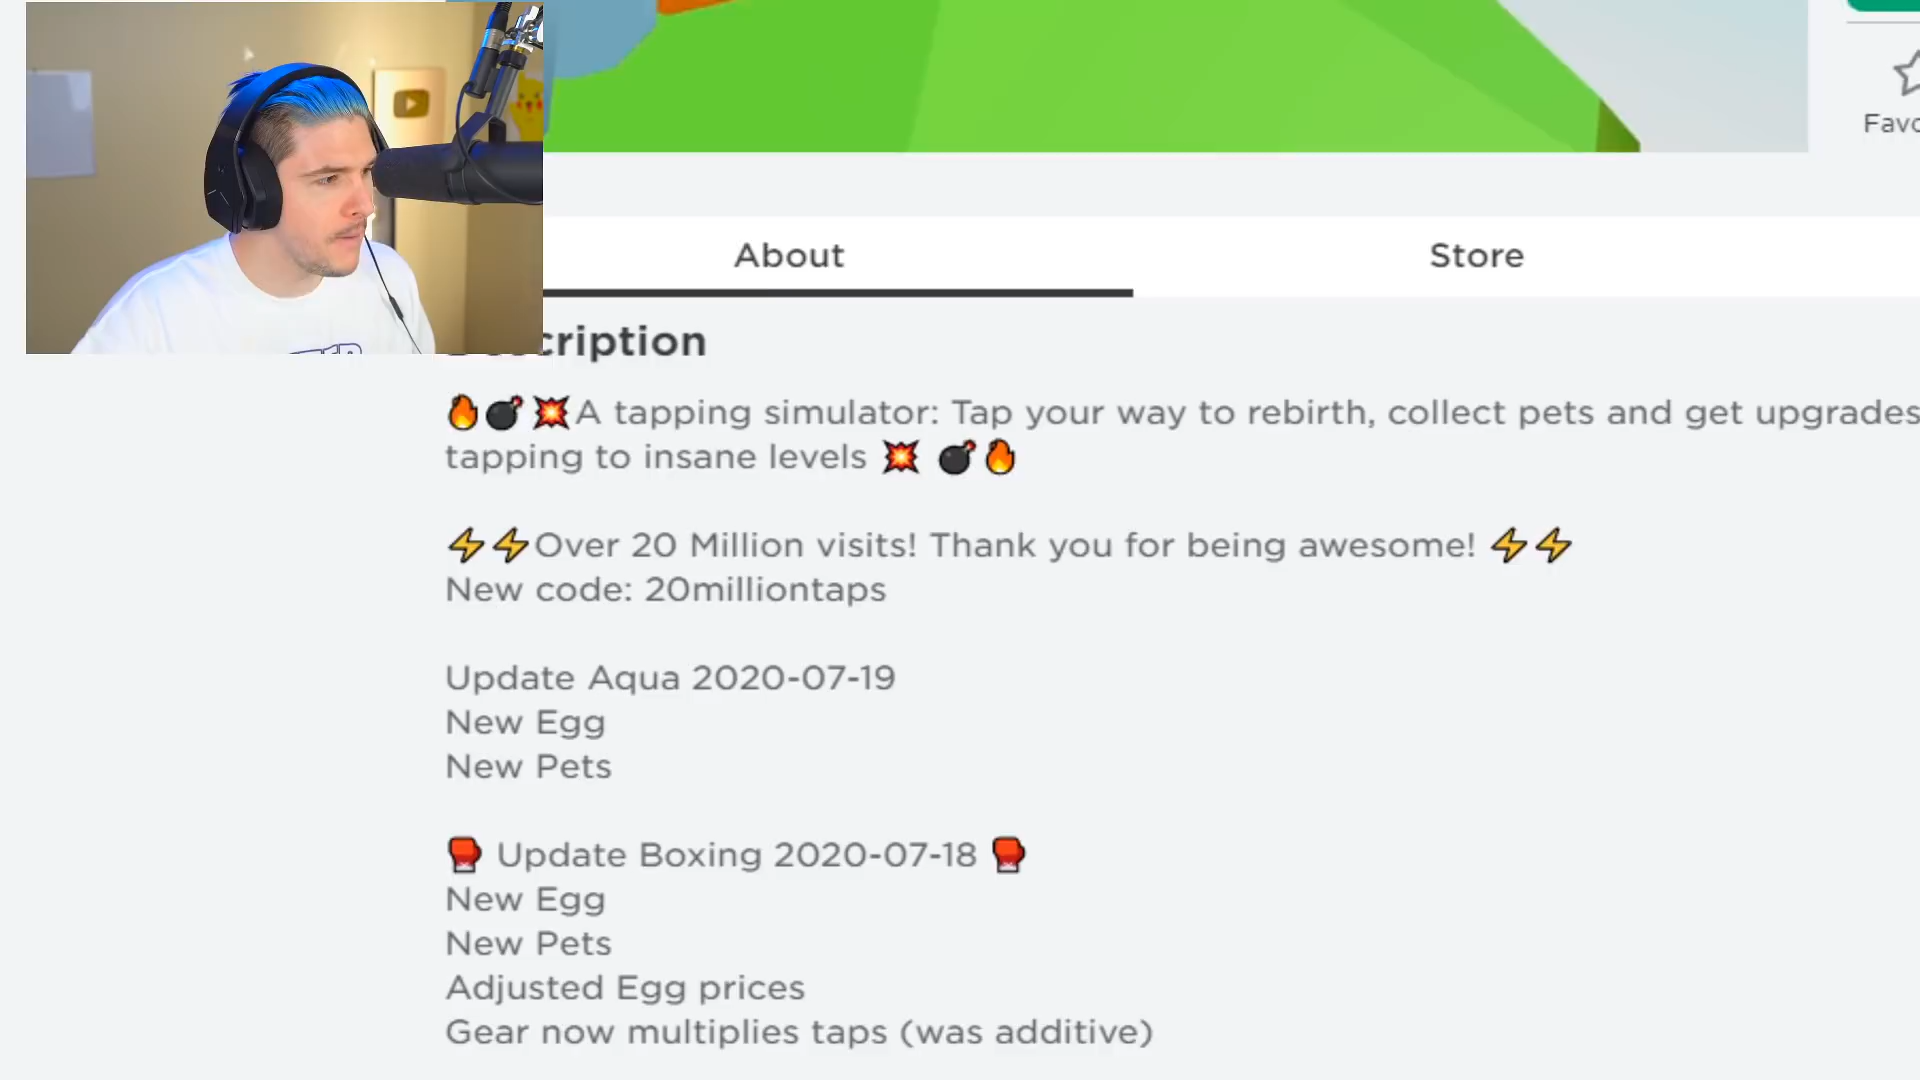 Favo
About
Store
cription
🔥💣💥A tapping simulator: Tap your way to rebirth, collect pets and get upgrades
tapping to insane levels 💥 💣🔥
⚡⚡Over 20 Million visits! Thank you for being awesome! ⚡⚡
New code: 20milliontaps
Update Aqua 2020-07-19
New Egg
New Pets
🥊 Update Boxing 2020-07-18 🥊
New Egg
New Pets
Adjusted Egg prices
Gear now multiplies taps (was additive)